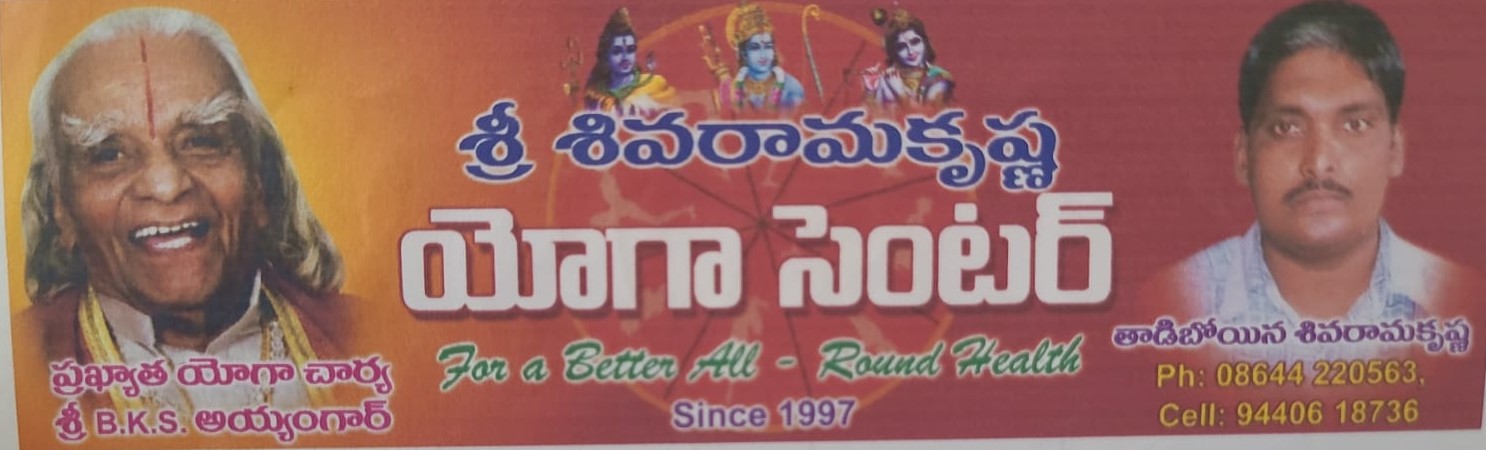 శ్రీ శివరామకృష్ణ
యోగా సెంటర్
For a Better All - Round Health
Since 1997
ప్రఖ్యాత యోగా చార్య
శ్రీ B.K.S. అయ్యంగార్
తాడిబోయిన శివరామకృష్ణ
Ph: 08644 220563,
Cell: 94406 18736